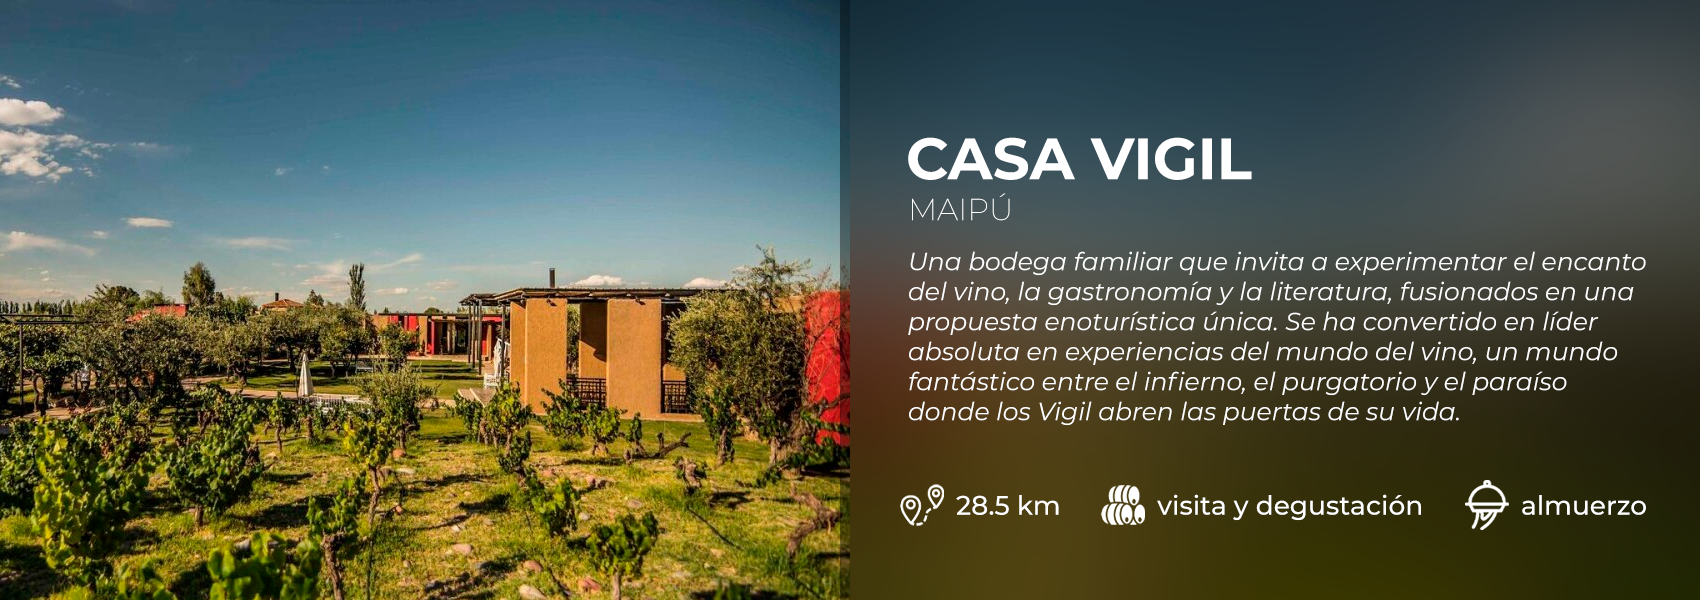 CASA VIGIL
MAIPÚ
Una bodega familiar que invita a experimentar el encanto
del vino, la gastronomía y la literatura, fusionados en una
propuesta enoturística única. Se ha convertido en líder
absoluta en experiencias del mundo del vino, un mundo
fantástico entre el infierno, el purgatorio y el paraíso
donde los Vigil abren las puertas de su vida.
28.5 km visita y degustación almuerzo